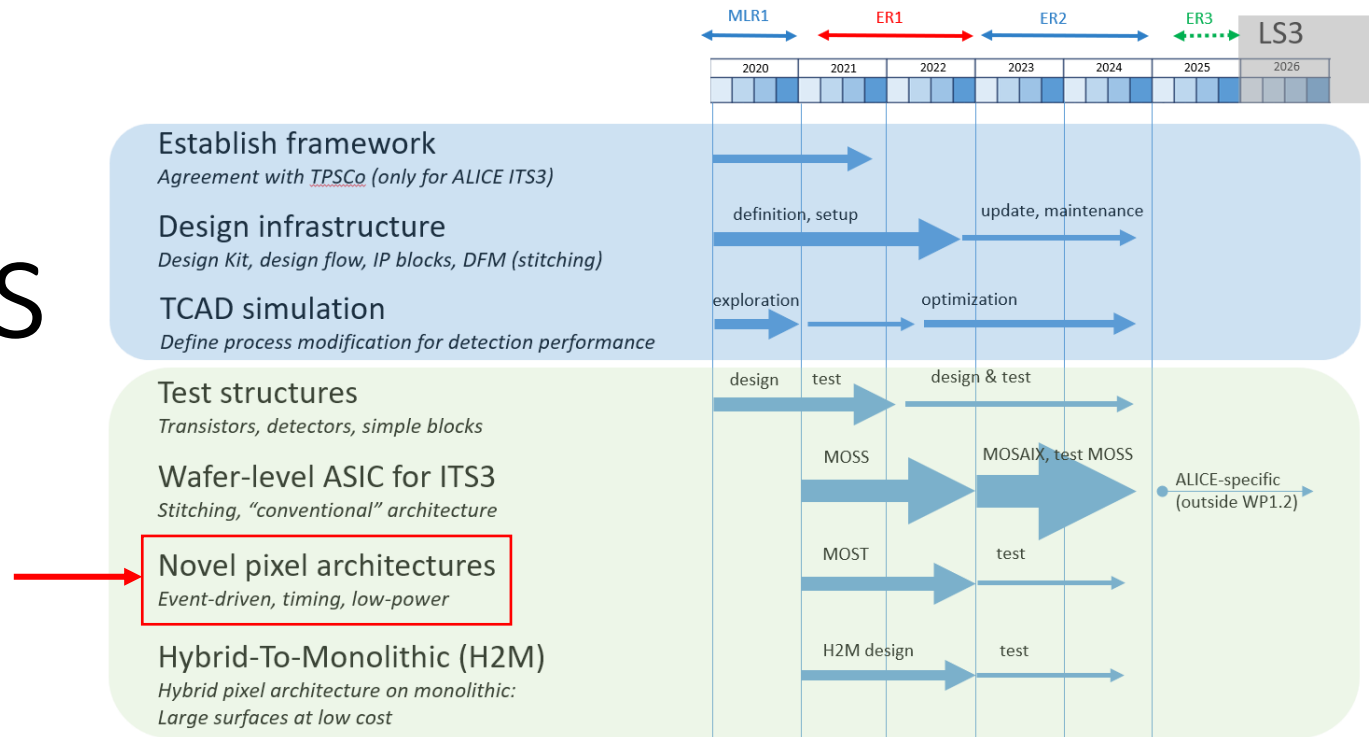 MLR1 ER1 ER2 ER3
LS3
2020 2021 2022 2023 2024 2025 2026
Establish framework
Agreement with TPSCo (only for ALICE ITS3)
Design infrastructure
Design Kit, design flow, IP blocks, DFM (stitching)
definition, setup
update, maintenance
TCAD simulation
Define process modification for detection performance
exploration
optimization
S
Test structures
Transistors, detectors, simple blocks
design test
design & test
Wafer-level ASIC for ITS3
Stitching, “conventional” architecture
MOSS
MOSAIX, test MOSS
ALICE-specific
(outside WP1.2)
Novel pixel architectures
Event-driven, timing, low-power
MOST
test
Hybrid-To-Monolithic (H2M)
Hybrid pixel architecture on monolithic:
Large surfaces at low cost
H2M design
test